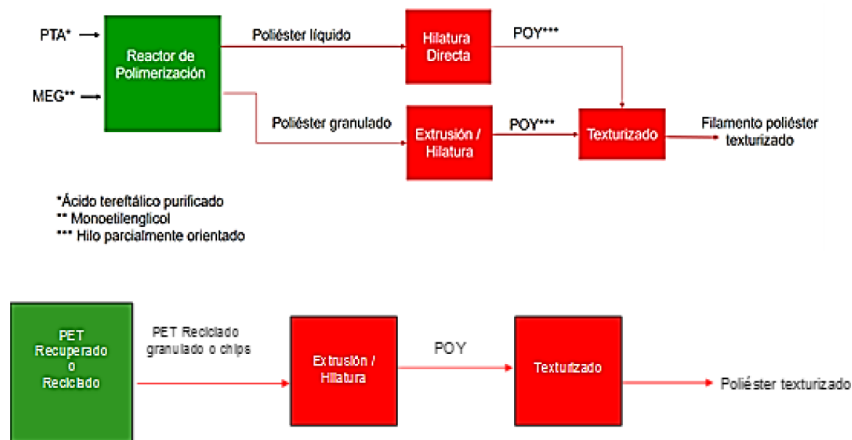 PTA*
MEG**
Reactor de
Polimerización
Poliéster líquido
Poliéster granulado
Hilatura
Directa
Extrusión /
Hilatura
POY***
POY***
Texturizado
Filamento poliéster
texturizado
*Ácido tereftálico purificado
** Monoetilenglicol
*** Hilo parcialmente orientado
PET
Recuperado
o
Reciclado
PET Reciclado
granulado o chips
Extrusión /
Hilatura
POY
Texturizado
Poliéster texturizado